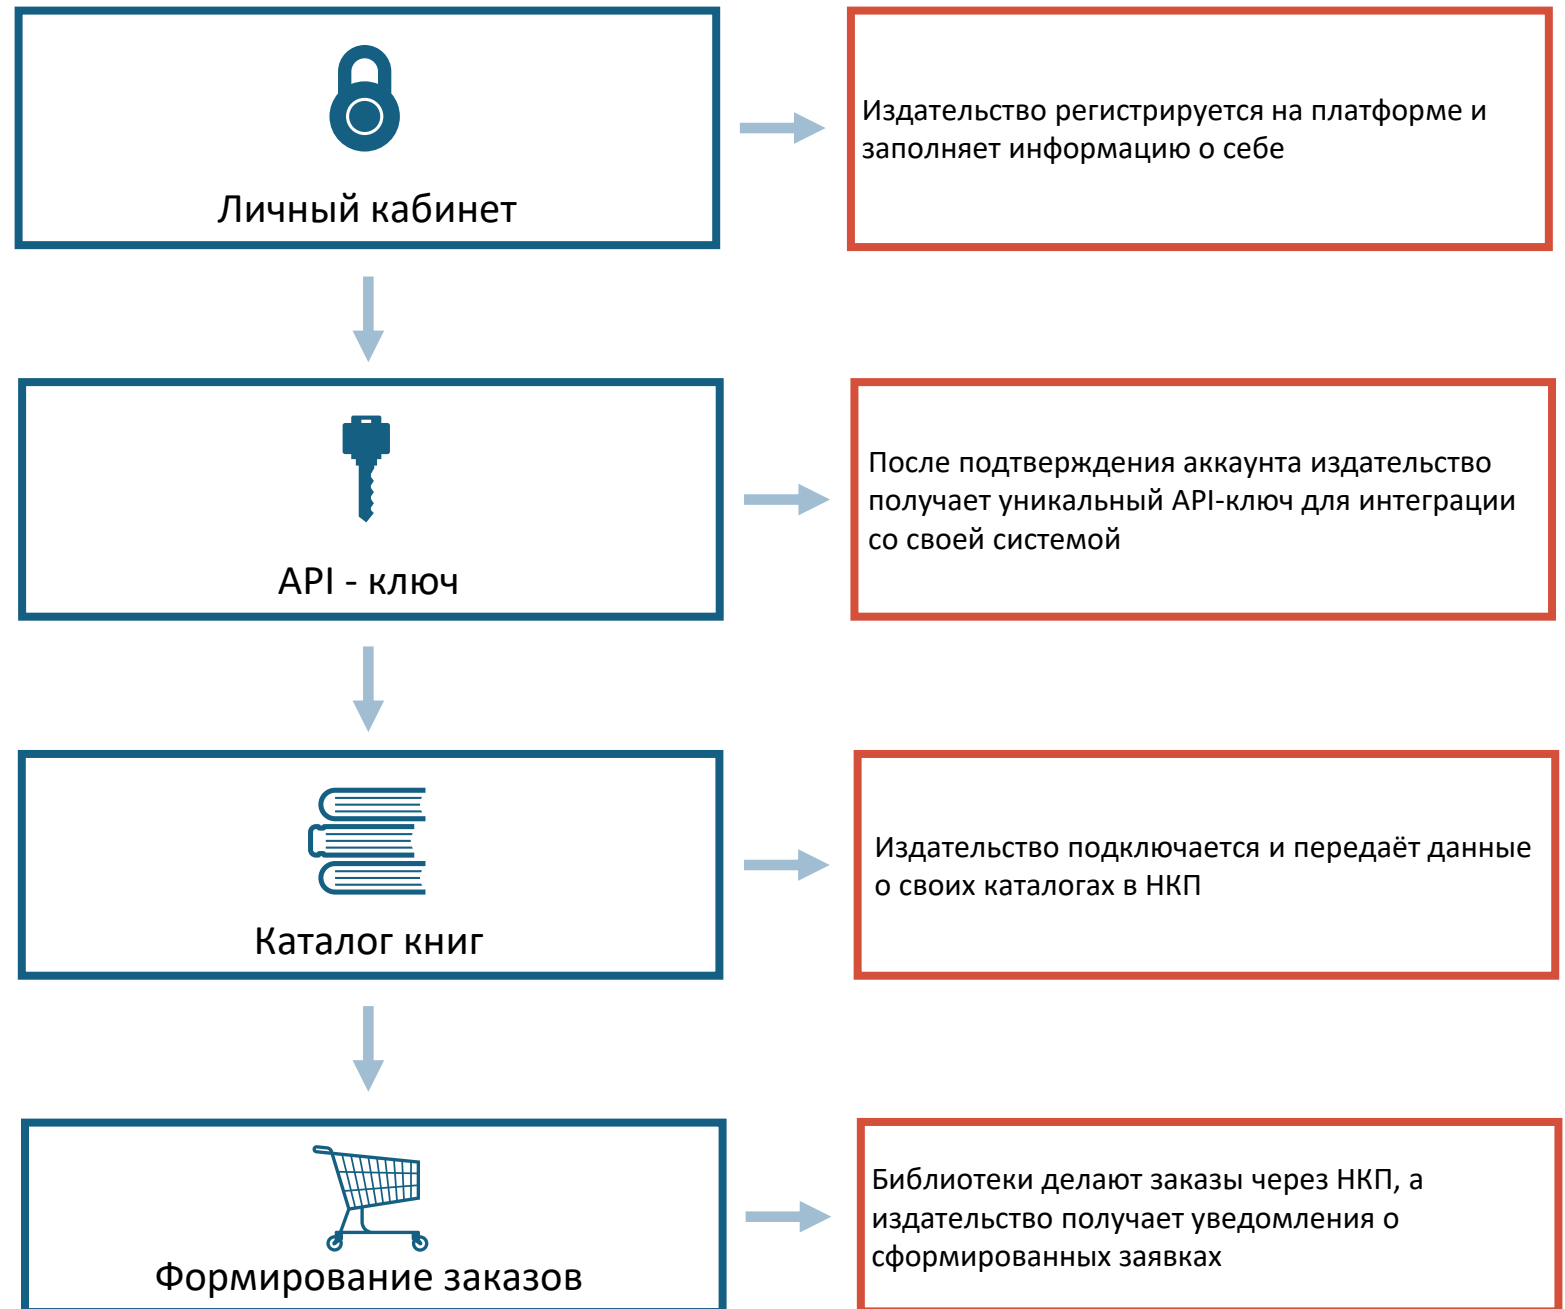 Личный кабинет
Издательство регистрируется на платформе и
заполняет информацию о себе
API - ключ
После подтверждения аккаунта издательство
получает уникальный API-ключ для интеграции
со своей системой
Каталог книг
Издательство подключается и передаёт данные
о своих каталогах в НКП
Формирование заказов
Библиотеки делают заказы через НКП, а
издательство получает уведомления о
сформированных заявках